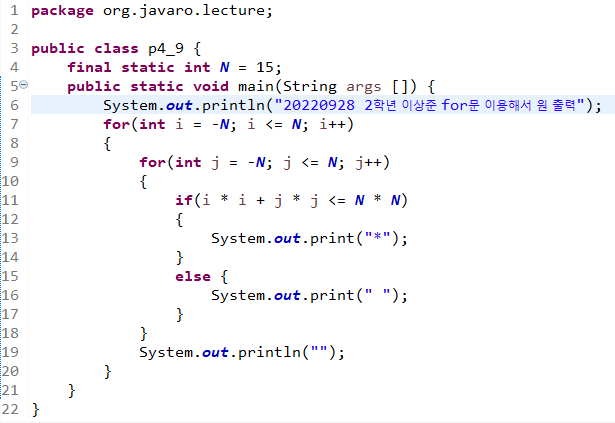 1 package org.javaro.lecture;
2
3 public class p4_9 {
4     final static int N = 15;
5     public static void main(String args []) {
6         System.out.println("20220928 2학년 이상준 for문 이용해서 원 출력");
7         for(int i = -N; i <= N; i++)
8         {
9             for(int j = -N; j <= N; j++)
10             {
11                 if(i * i + j * j <= N * N)
12                 {
13                     System.out.print("*");
14                 }
15                 else {
16                     System.out.print(" ");
17                 }
18             }
19             System.out.println("");
20         }
21     }
22 }